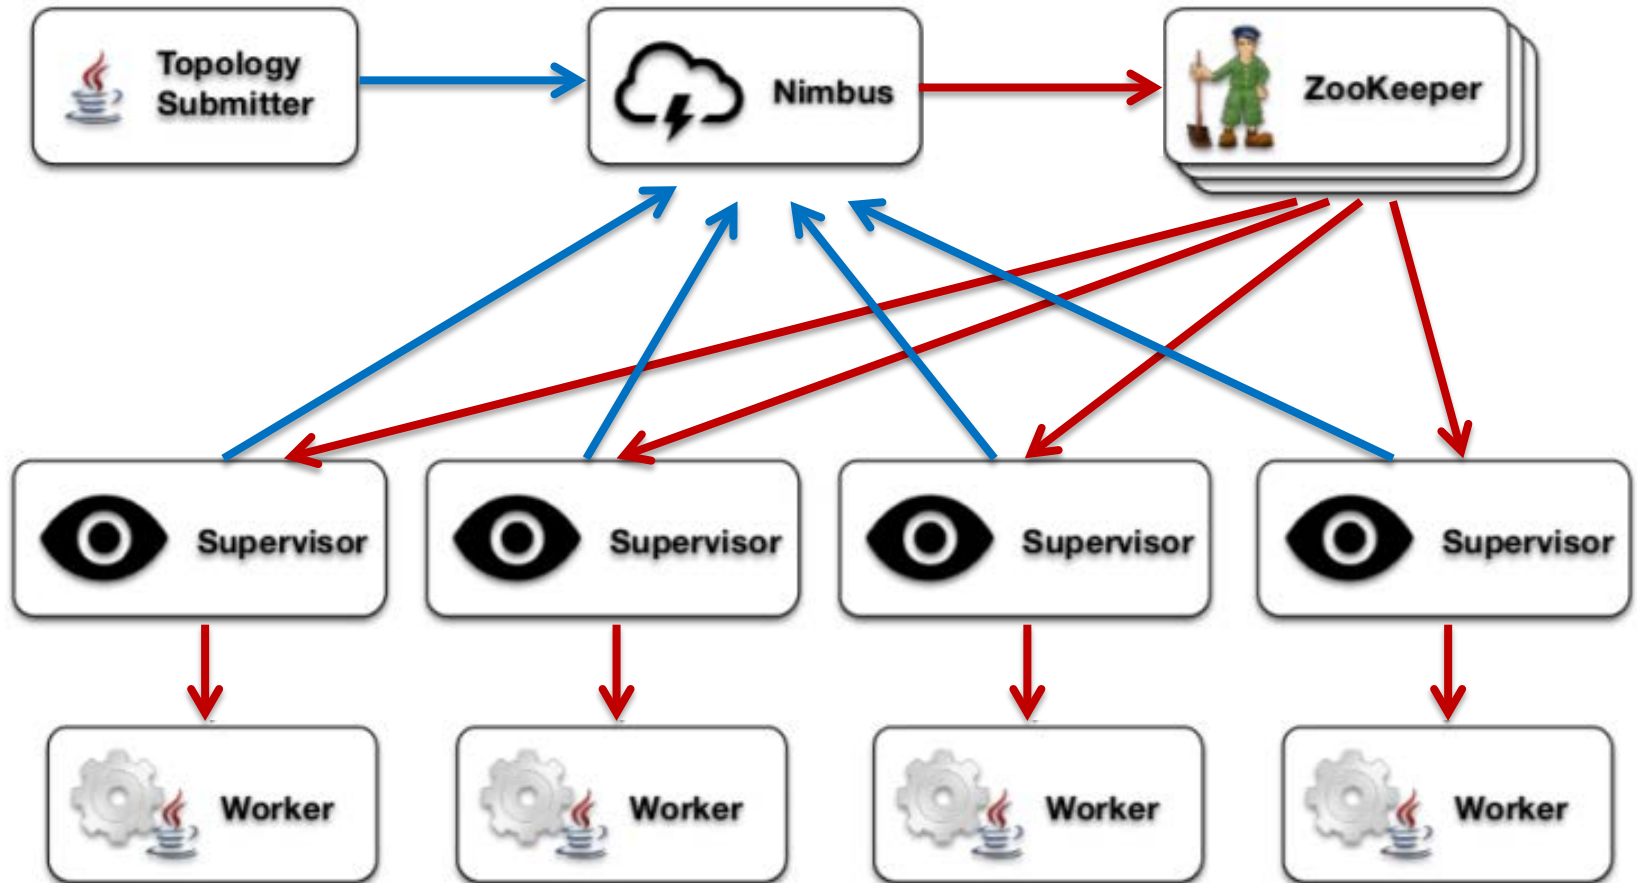 Topology
Submitter
Nimbus
ZooKeeper
Supervisor
Supervisor
Supervisor
Supervisor
Worker
Worker
Worker
Worker